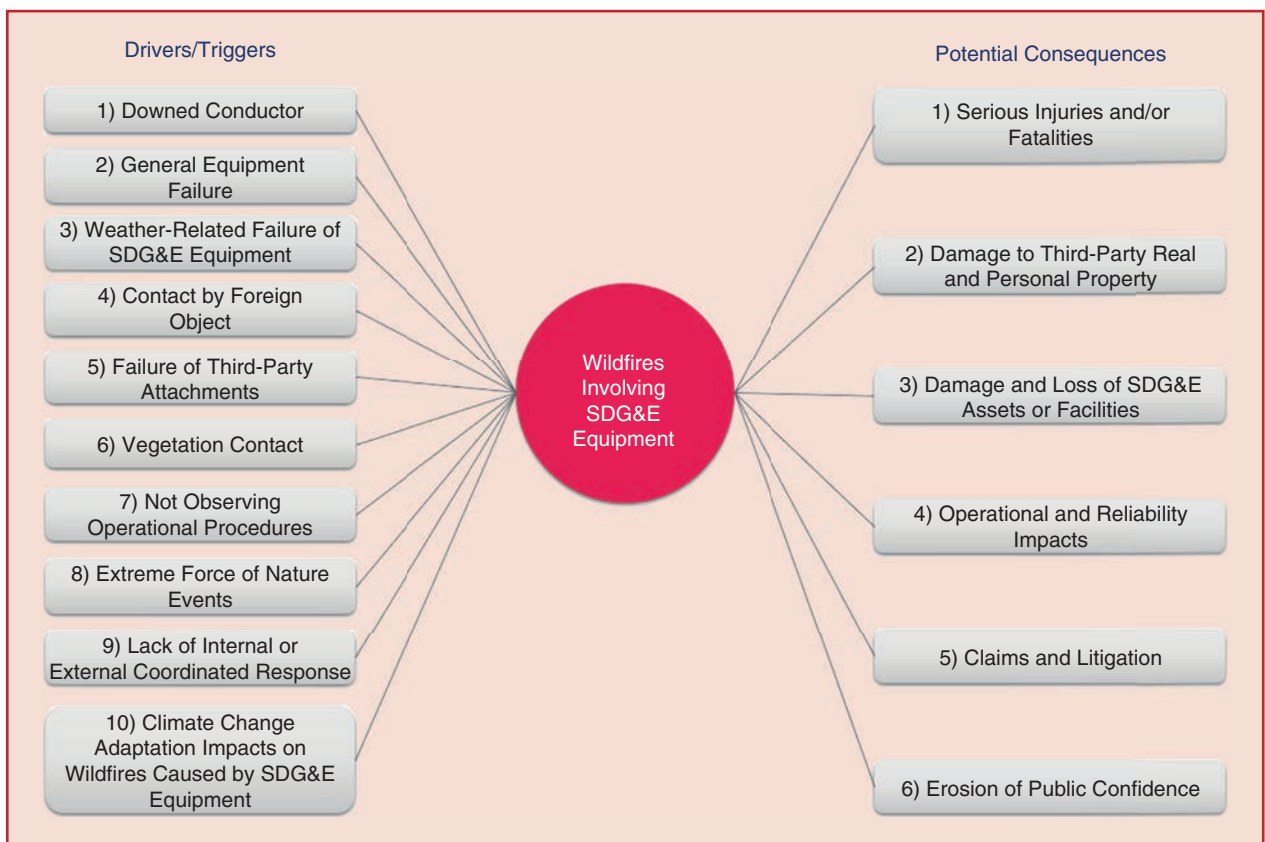 Drivers/Triggers
1) Downed Conductor
2) General Equipment
Failure
3) Weather-Related Failure of
SDG&E Equipment
4) Contact by Foreign
Object
5) Failure of Third-Party
Attachments
6) Vegetation Contact
7) Not Observing
Operational Procedures
8) Extreme Force of Nature
Events
9) Lack of Internal or
External Coordinated Response
10) Climate Change
Adaptation Impacts on
Wildfires Caused by SDG&E
Equipment
Wildfires
Involving
SDG&E
Equipment
Potential Consequences
1) Serious Injuries and/or
Fatalities
2) Damage to Third-Party Real
and Personal Property
3) Damage and Loss of SDG&E
Assets or Facilities
4) Operational and Reliability
Impacts
5) Claims and Litigation
6) Erosion of Public Confidence